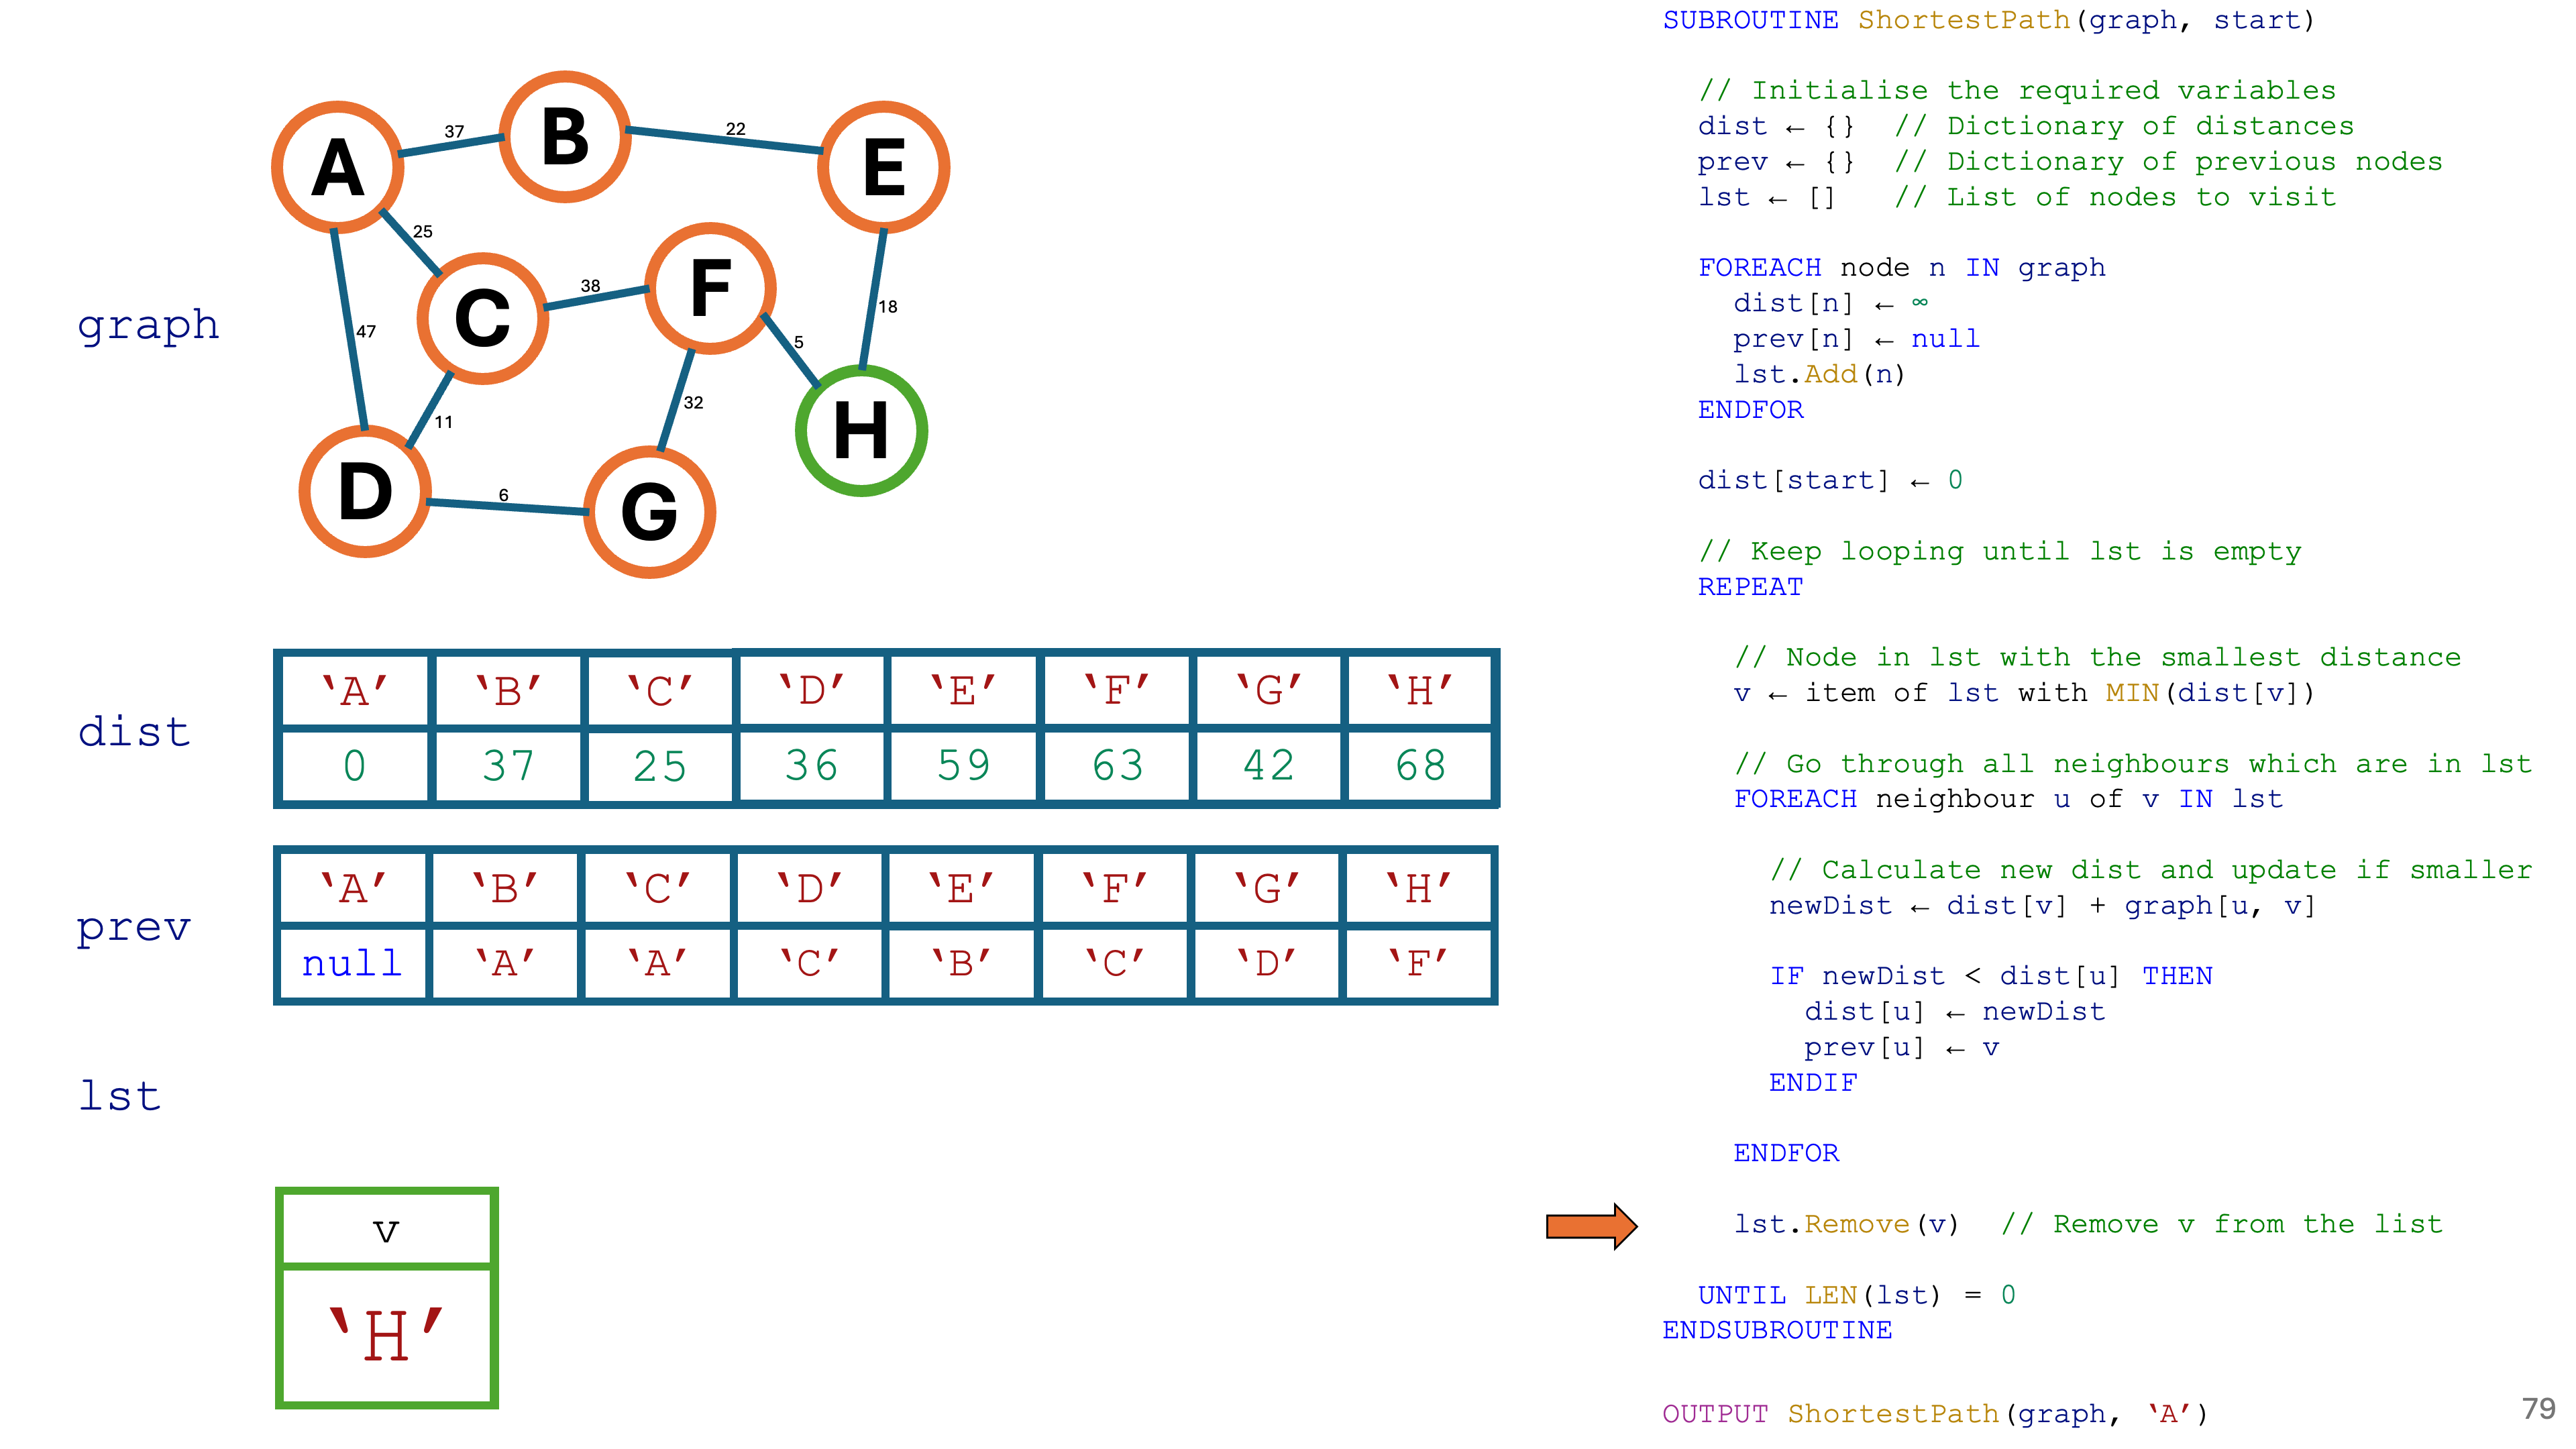 graph
A
B
E
C
F
H
D
G
37
22
25
38
18
47
5
11
32
6
dist
‘A’ ‘B’ ‘C’ ‘D’ ‘E’ ‘F’ ‘G’ ‘H’
0 37 25 36 59 63 42 68
prev
‘A’ ‘B’ ‘C’ ‘D’ ‘E’ ‘F’ ‘G’ ‘H’
null ‘A’ ‘A’ ‘C’ ‘B’ ‘C’ ‘D’ ‘F’
lst
v
‘H’
SUBROUTINE ShortestPath(graph, start)
// Initialise the required variables
dist ← {} // Dictionary of distances
prev ← {} // Dictionary of previous nodes
lst ← [] // List of nodes to visit
FOREACH node n IN graph
dist[n] ← ∞
prev[n] ← null
lst.Add(n)
ENDFOR
dist[start] ← 0
// Keep looping until lst is empty
REPEAT
// Node in lst with the smallest distance
v ← item of lst with MIN(dist[v])
// Go through all neighbours which are in lst
FOREACH neighbour u of v IN lst
// Calculate new dist and update if smaller
newDist ← dist[v] + graph[u, v]
IF newDist < dist[u] THEN
dist[u] ← newDist
prev[u] ← v
ENDIF
ENDFOR
lst.Remove(v) // Remove v from the list
UNTIL LEN(lst) = 0
ENDSUBROUTINE
OUTPUT ShortestPath(graph, ‘A’)
79